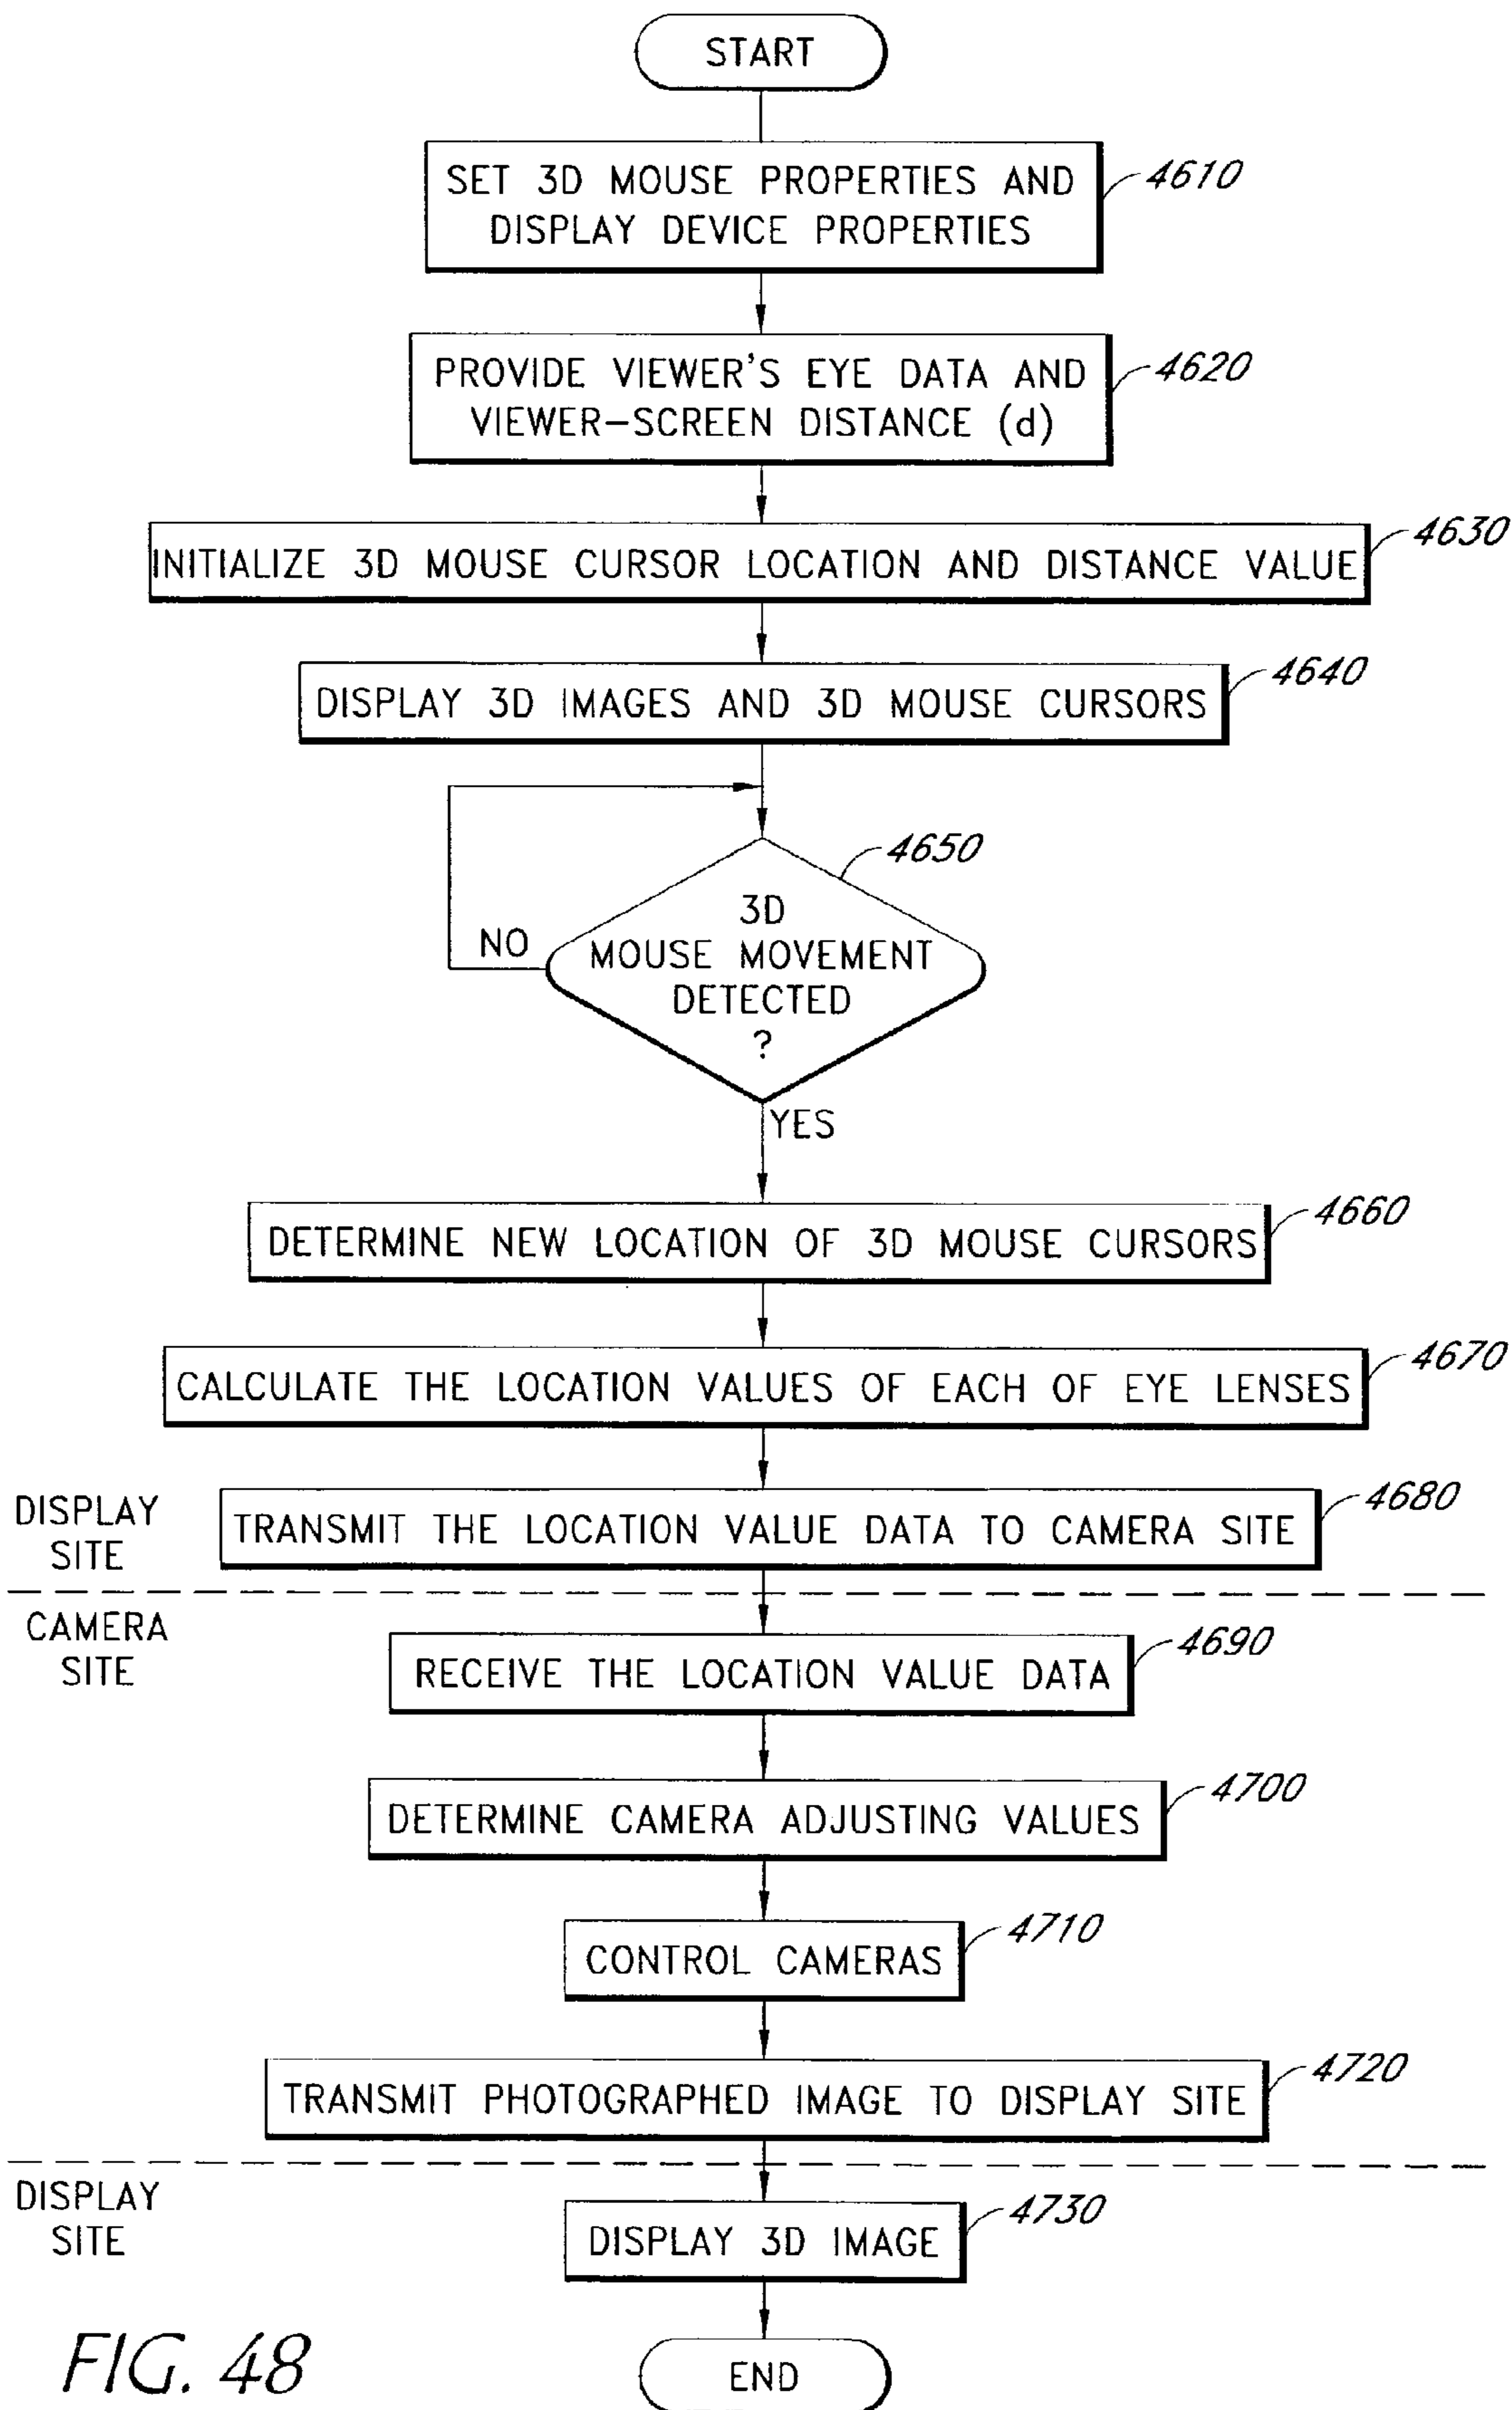 START
SET 3D MOUSE PROPERTIES AND
DISPLAY DEVICE PROPERTIES
4610
PROVIDE VIEWER'S EYE DATA AND
VIEWER-SCREEN DISTANCE (d)
4620
INITIALIZE 3D MOUSE CURSOR LOCATION AND DISTANCE VALUE
4630
DISPLAY 3D IMAGES AND 3D MOUSE CURSORS
4640
4650
3D
MOUSE MOVEMENT
DETECTED
?
NO
YES
DETERMINE NEW LOCATION OF 3D MOUSE CURSORS
4660
CALCULATE THE LOCATION VALUES OF EACH OF EYE LENSES
4670
DISPLAY
SITE
TRANSMIT THE LOCATION VALUE DATA TO CAMERA SITE
4680
CAMERA
SITE
RECEIVE THE LOCATION VALUE DATA
4690
DETERMINE CAMERA ADJUSTING VALUES
4700
CONTROL CAMERAS
4710
TRANSMIT PHOTOGRAPHED IMAGE TO DISPLAY SITE
4720
DISPLAY
SITE
DISPLAY 3D IMAGE
4730
END
FIG. 48